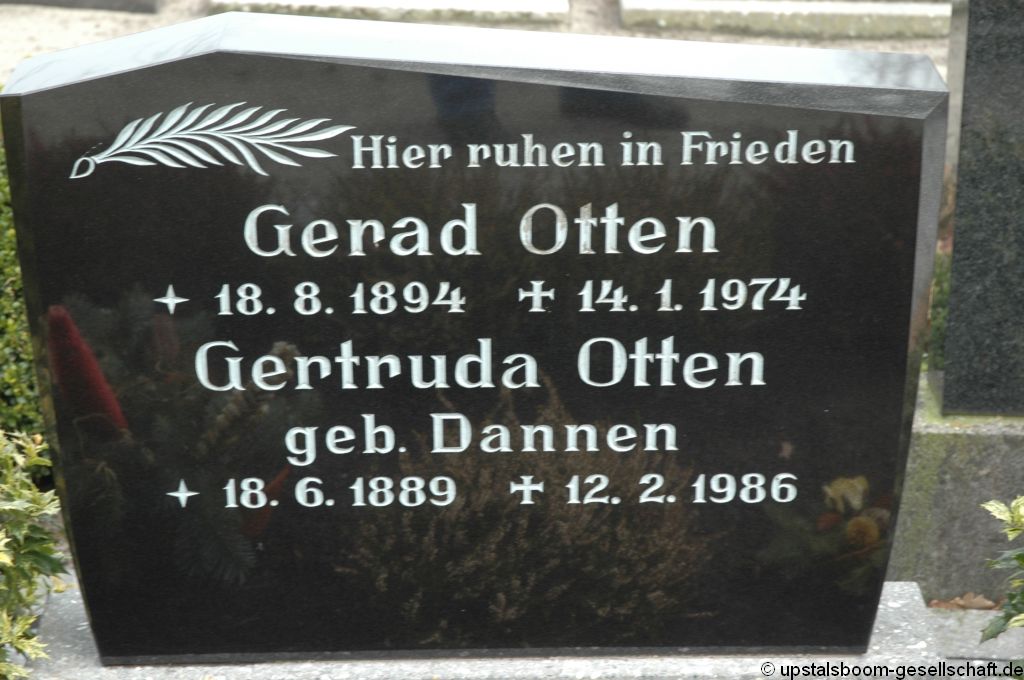 Hier ruhen in Frieden
Gerad Otten
18. 8. 1894 14. 1. 1974
Gertruda Otten
geb. Dannen
18. 6. 1889 12. 2. 1986
© upstalsboom-gesellschaft.de